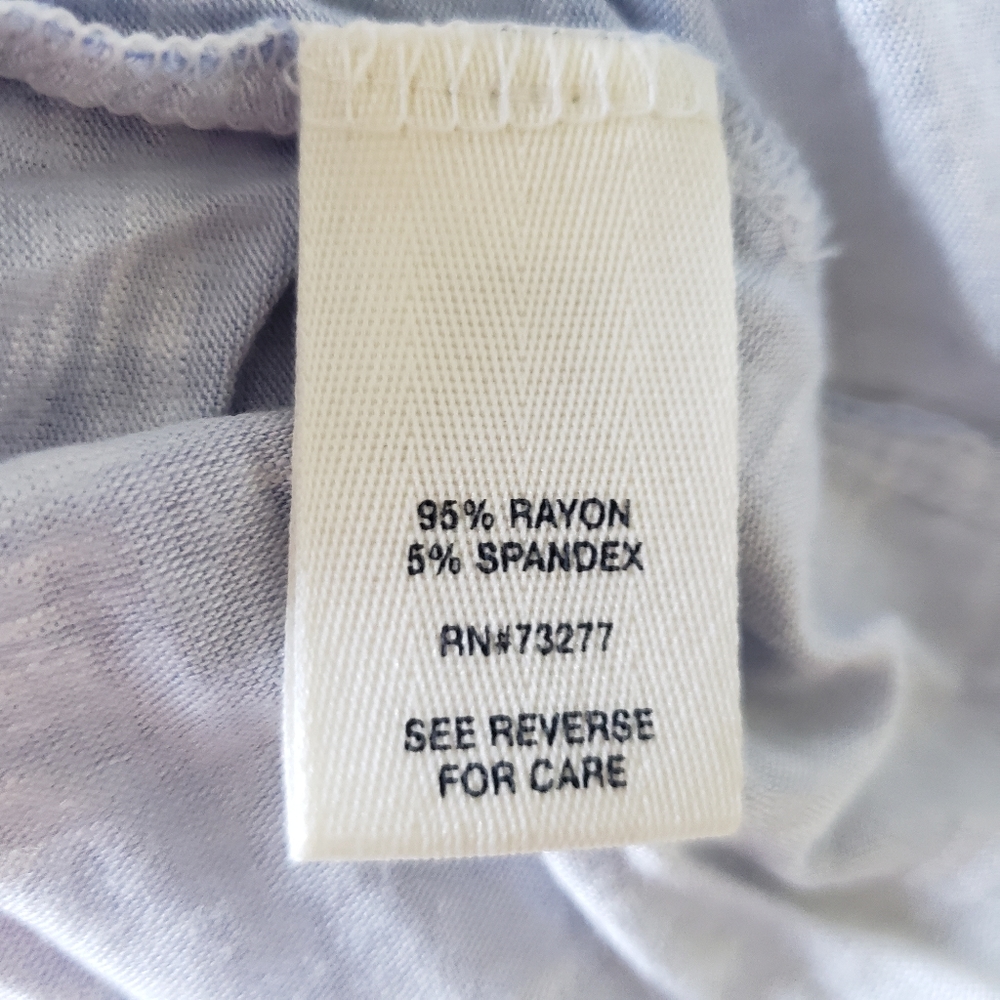 95% RAYON
5% SPANDEX
RN#73277
SEE REVERSE
FOR CARE